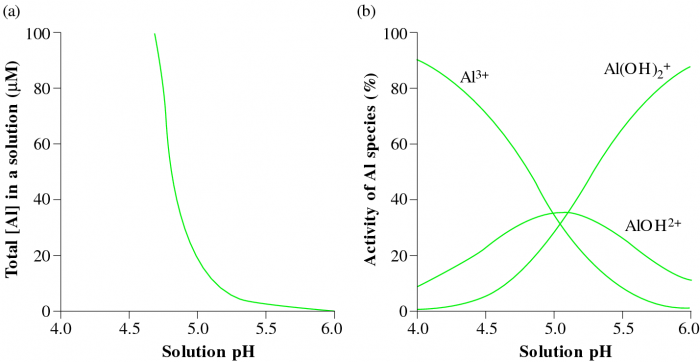 (a)
Total [Al] in a solution (μM)
100
80
60
40
20
0
4.0 4.5 5.0 5.5 6.0
Solution pH
(b)
Activity of Al species (%)
100
80
60
40
20
0
Al³⁺
Al(OH)₂⁺
AlOH²⁺
4.0 4.5 5.0 5.5 6.0
Solution pH